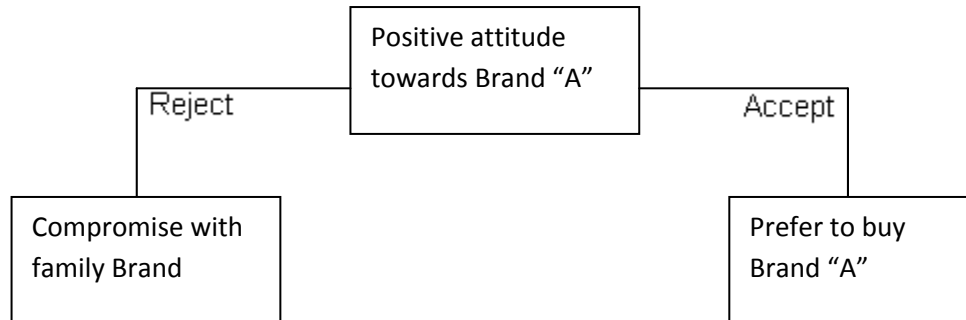 Positive attitude
towards Brand “A”
Reject
Accept
Compromise with
family Brand
Prefer to buy
Brand “A”